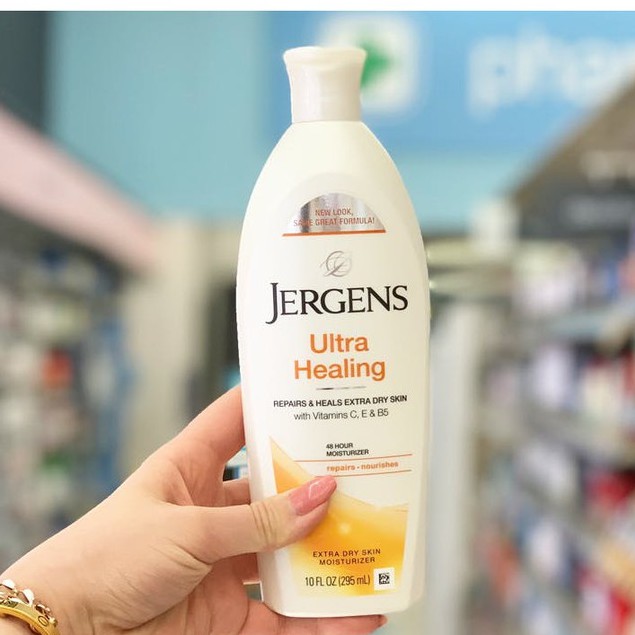 NEW LOOK,
SAME GREAT FORMULA!
JERGENS
Ultra
Healing
REPAIRS & HEALS EXTRA DRY SKIN
with Vitamins C, E & B5
48 HOUR
MOISTURIZER
repairs - nourishes
EXTRA DRY SKIN
MOISTURIZER
10 FL OZ (295 mL)